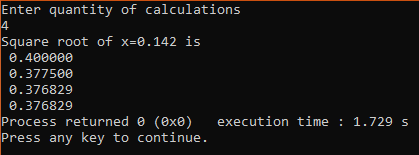 Enter quantity of calculations
4
Square root of x=0.142 is
0.400000
0.377500
0.376829
0.376829
Process returned 0 (0x0)   execution time : 1.729 s
Press any key to continue.